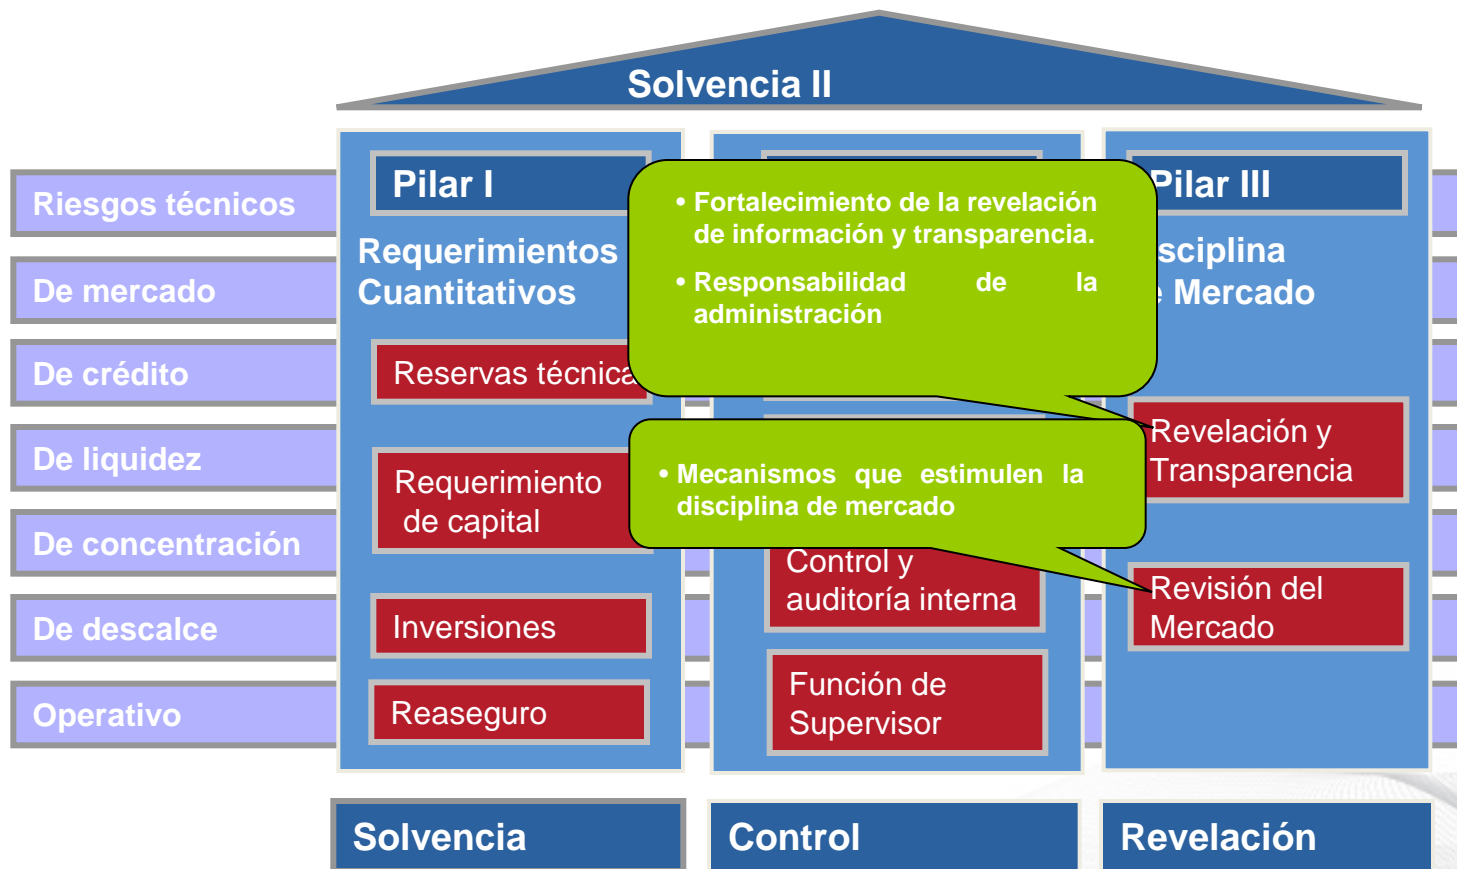 Solvencia II
Riesgos técnicos
De mercado
De crédito
De liquidez
De concentración
De descalce
Operativo
Pilar I
Requerimientos
Cuantitativos
Reservas técnica
Requerimiento
de capital
Inversiones
Reaseguro
• Fortalecimiento de la revelación
de información y transparencia.
• Responsabilidad de la
administración
• Mecanismos que estimulen la
disciplina de mercado
Control y
auditoría interna
Función de
Supervisor
Pilar III
sciplina
Mercado
Revelación y
Transparencia
Revisión del
Mercado
Solvencia
Control
Revelación